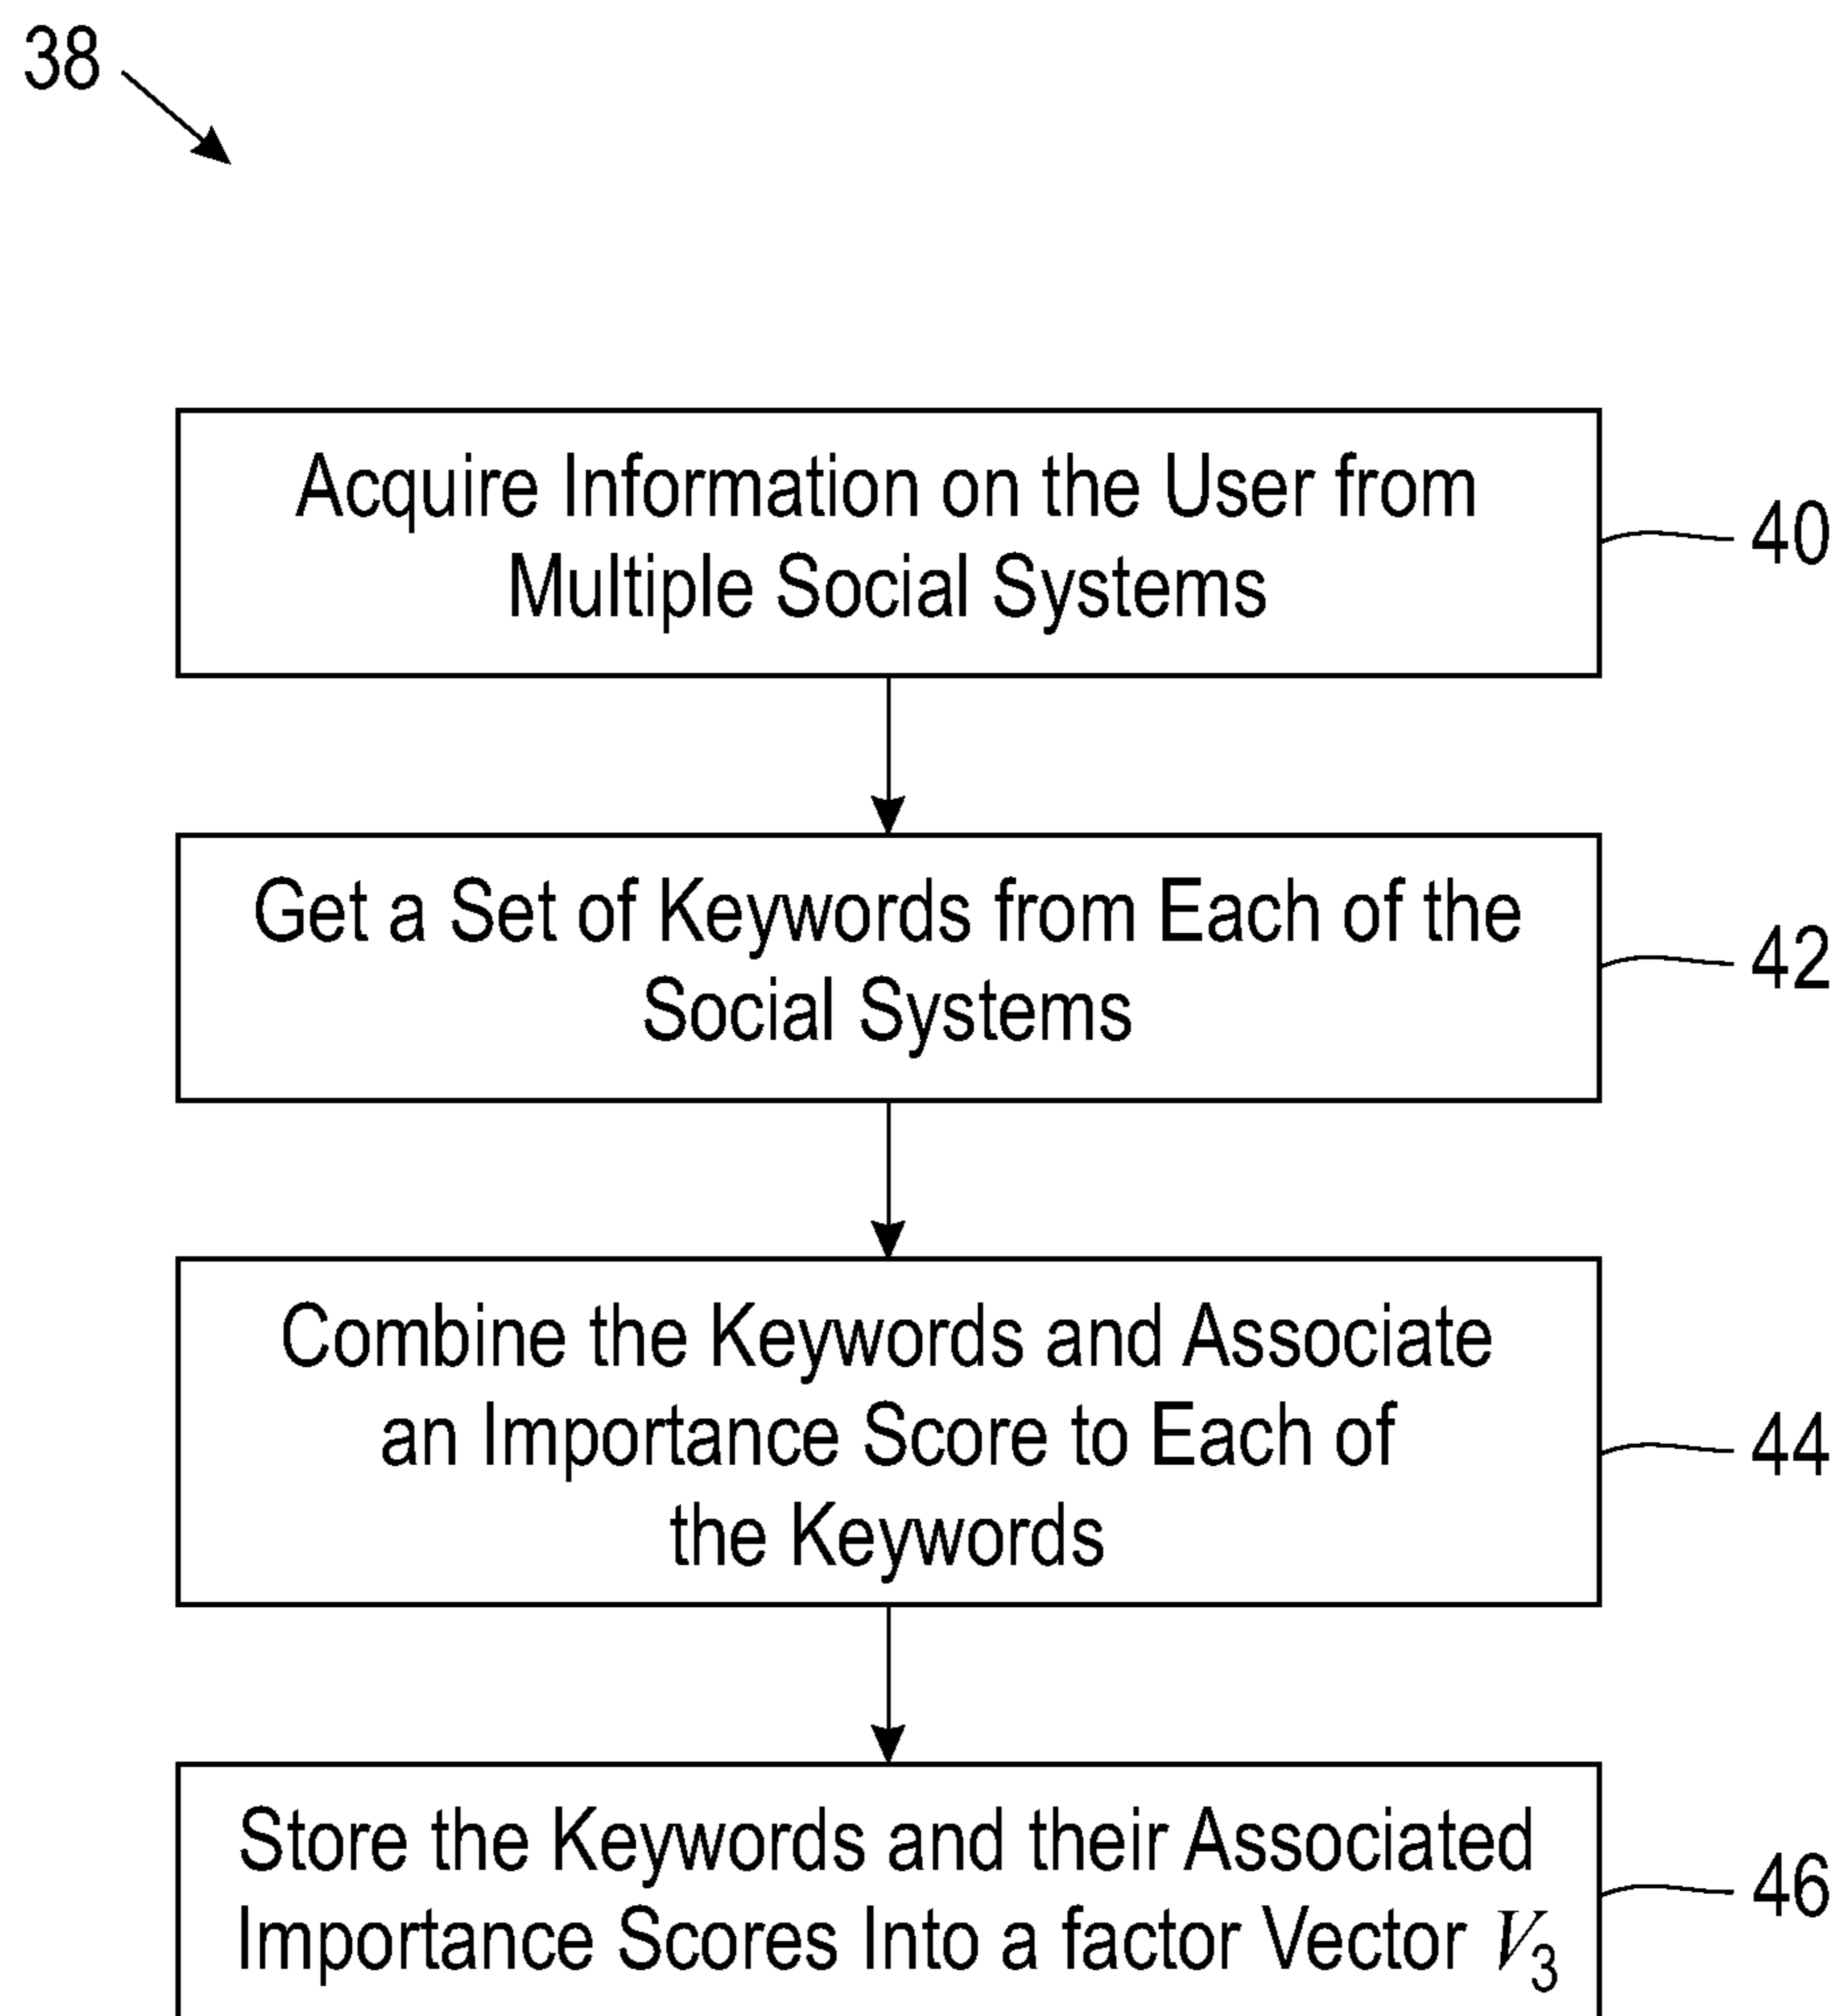 38
Acquire Information on the User from
Multiple Social Systems
40
Get a Set of Keywords from Each of the
Social Systems
42
Combine the Keywords and Associate
an Importance Score to Each of
the Keywords
44
Store the Keywords and their Associated
Importance Scores Into a factor Vector V₃
46